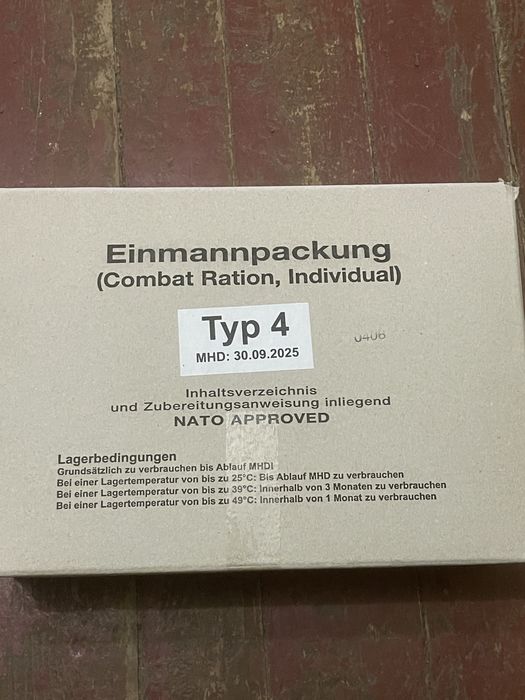 Einmannpackung
(Combat Ration, Individual)
Typ 4
MHD: 30.09.2025
0406
Inhaltsverzeichnis
und Zubereitungsanweisung inliegend
NATO APPROVED
Lagerbedingungen
Grundsätzlich zu verbrauchen bis Ablauf MHD!
Bei einer Lagertemperatur von bis zu 25°C: Bis Ablauf MHD zu verbrauchen
Bei einer Lagertemperatur von bis zu 39°C: Innerhalb von 3 Monaten zu verbrauchen
Bei einer Lagertemperatur von bis zu 49°C: Innerhalb von 1 Monat zu verbrauchen